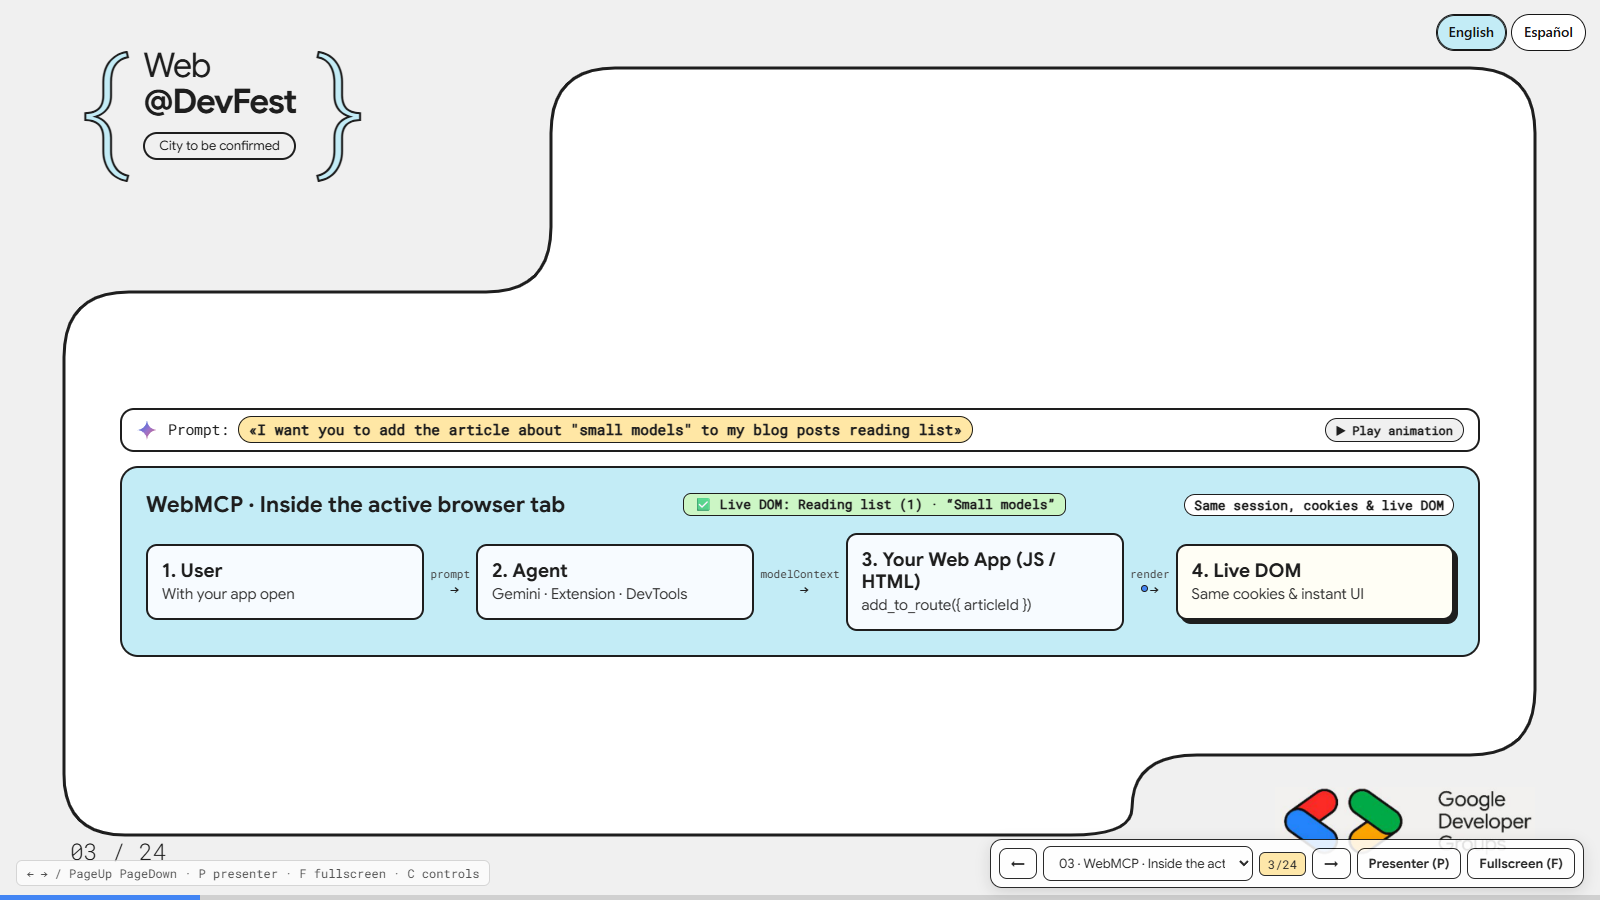 English
Español
Web
@DevFest
City to be confirmed
Prompt: «I want you to add the article about "small models" to my blog posts reading list»
▶ Play animation
WebMCP · Inside the active browser tab
✅ Live DOM: Reading list (1) · “Small models”
Same session, cookies & live DOM
1. User
With your app open
prompt
→
2. Agent
Gemini · Extension · DevTools
modelContext
→
3. Your Web App (JS /
HTML)
add_to_route({ articleId })
render
→
4. Live DOM
Same cookies & instant UI
Google
Developer
Groups
03 / 24
← → / PageUp PageDown · P presenter · F fullscreen · C controls
←
03 · WebMCP · Inside the act
3/24
→
Presenter (P)
Fullscreen (F)